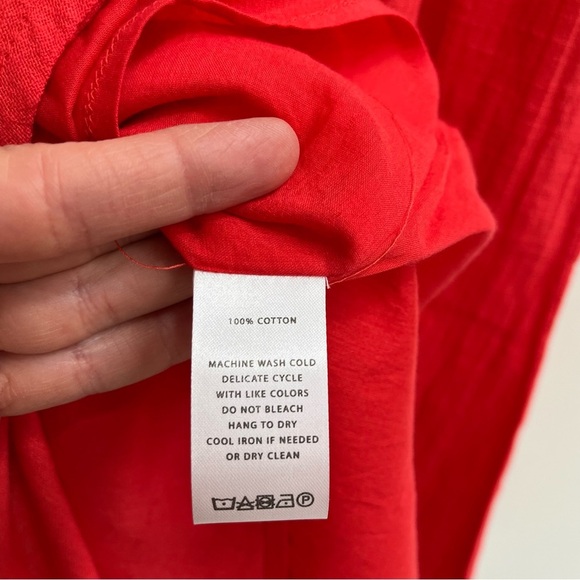 100% COTTON
MACHINE WASH COLD
DELICATE CYCLE
WITH LIKE COLORS
DO NOT BLEACH
HANG TO DRY
COOL IRON IF NEEDED
OR DRY CLEAN
P